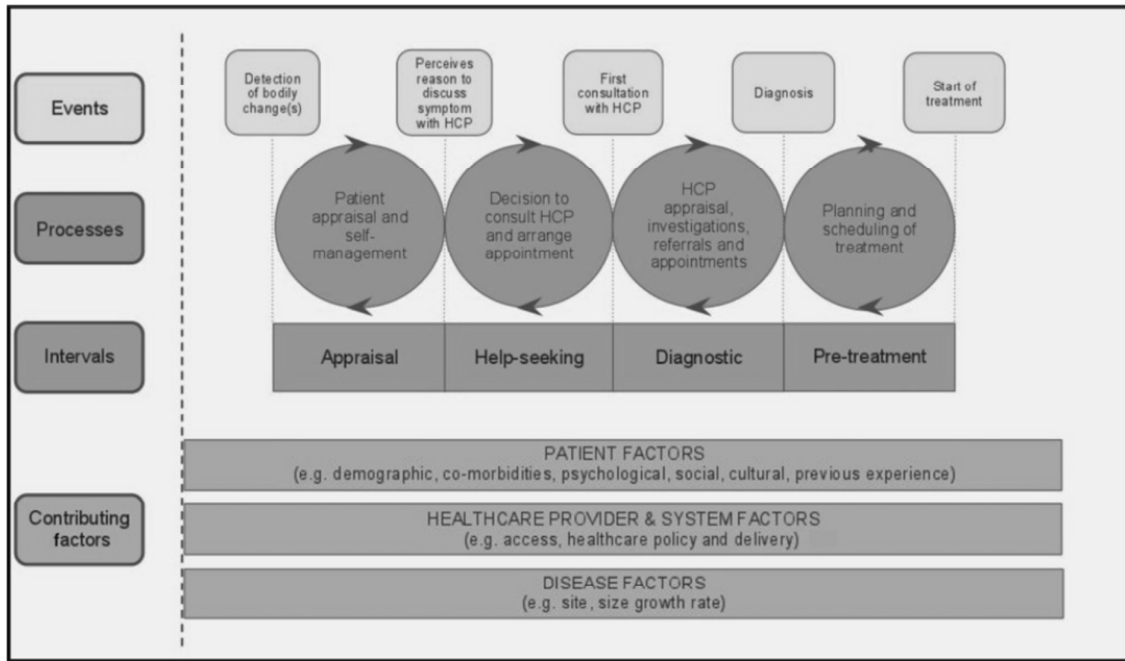 Events
Detection
of bodily
change(s)
Perceives
reason to
discuss
symptom
with HCP
First
consultation
with HCP
Diagnosis
Start of
treatment
Processes
Patient
appraisal and
self-
management
Decision to
consult HCP
and arrange
appointment
HCP
appraisal,
investigations,
referrals and
appointments
Planning and
scheduling of
treatment
Intervals
Appraisal
Help-seeking
Diagnostic
Pre-treatment
Contributing
factors
PATIENT FACTORS
(e.g. demographic, co-morbidities, psychological, social, cultural, previous experience)
HEALTHCARE PROVIDER & SYSTEM FACTORS
(e.g. access, healthcare policy and delivery)
DISEASE FACTORS
(e.g. site, size growth rate)